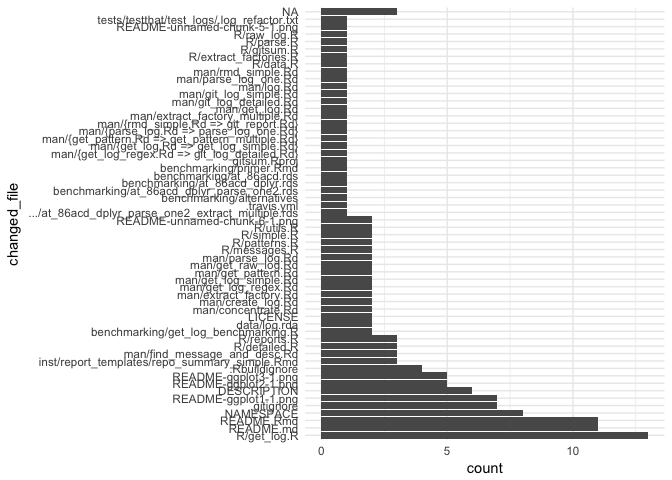 NA
tests/testthat/test_logs/.log_refactor.txt
README-unnamed-chunk-5-1.png
R/raw_log.R
R/parse.R
R/gitsum.R
R/extract_factories.R
R/data.R
man/rmd_simple.Rd
man/parse_log_one.Rd
man/log.Rd
man/git_log_simple.Rd
man/git_log_detailed.Rd
man/get_log.Rd
man/extract_factory_multiple.Rd
man/{rmd_simple.Rd => git_report.Rd}
man/{parse_log.Rd => parse_log_one.Rd}
man/{get_pattern.Rd => get_pattern_multiple.Rd}
man/{get_log.Rd => get_log_simple.Rd}
man/{get_log_regex.Rd => git_log_detailed.Rd}
gitsum.Rproj
benchmarking/primer.Rmd
benchmarking/at_86acd.rds
benchmarking/at_86acd_dplyr.rds
benchmarking/at_86acd_dplyr_parse_one2.rds
benchmarking/alternatives
.travis.yml
.../at_86acd_dplyr_parse_one2_extract_multiple.rds
README-unnamed-chunk-6-1.png
R/utils.R
R/simple.R
R/patterns.R
R/messages.R
man/parse_log.Rd
man/get_raw_log.Rd
man/get_pattern.Rd
man/get_log_simple.Rd
man/get_log_regex.Rd
man/extract_factory.Rd
man/create_log.Rd
man/concentrate.Rd
LICENSE
data/log.rda
benchmarking/get_log_benchmarking.R
R/reports.R
R/detailed.R
man/find_message_and_desc.Rd
inst/report_templates/repo_summary_simple.Rmd
.Rbuildignore
README-ggplot3-1.png
README-ggplot2-1.png
DESCRIPTION
README-ggplot1-1.png
.gitignore
NAMESPACE
README.Rmd
README.md
R/get_log.R
changed_file
0
5
10
count